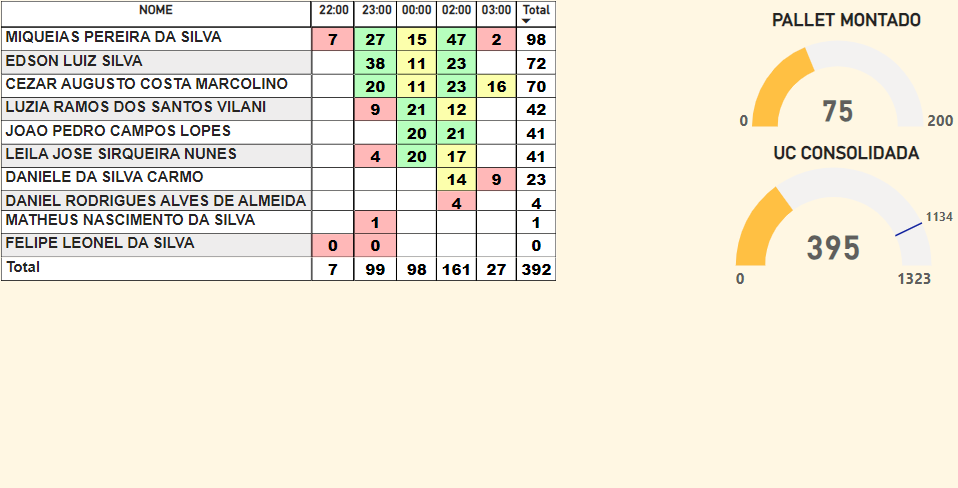 NOME 22:00 23:00 00:00 02:00 03:00 Total
MIQUEIAS PEREIRA DA SILVA 7 27 15 47 2 98
EDSON LUIZ SILVA 38 11 23 72
CEZAR AUGUSTO COSTA MARCOLINO 20 11 23 16 70
LUZIA RAMOS DOS SANTOS VILANI 9 21 12 42
JOAO PEDRO CAMPOS LOPES 20 21 41
LEILA JOSE SIRQUEIRA NUNES 4 20 17 41
DANIELE DA SILVA CARMO 14 9 23
DANIEL RODRIGUES ALVES DE ALMEIDA 4 4
MATHEUS NASCIMENTO DA SILVA 1 1
FELIPE LEONEL DA SILVA 0 0 0
Total 7 99 98 161 27 392
PALLET MONTADO
75
0 200
UC CONSOLIDADA
1134
395
0 1323